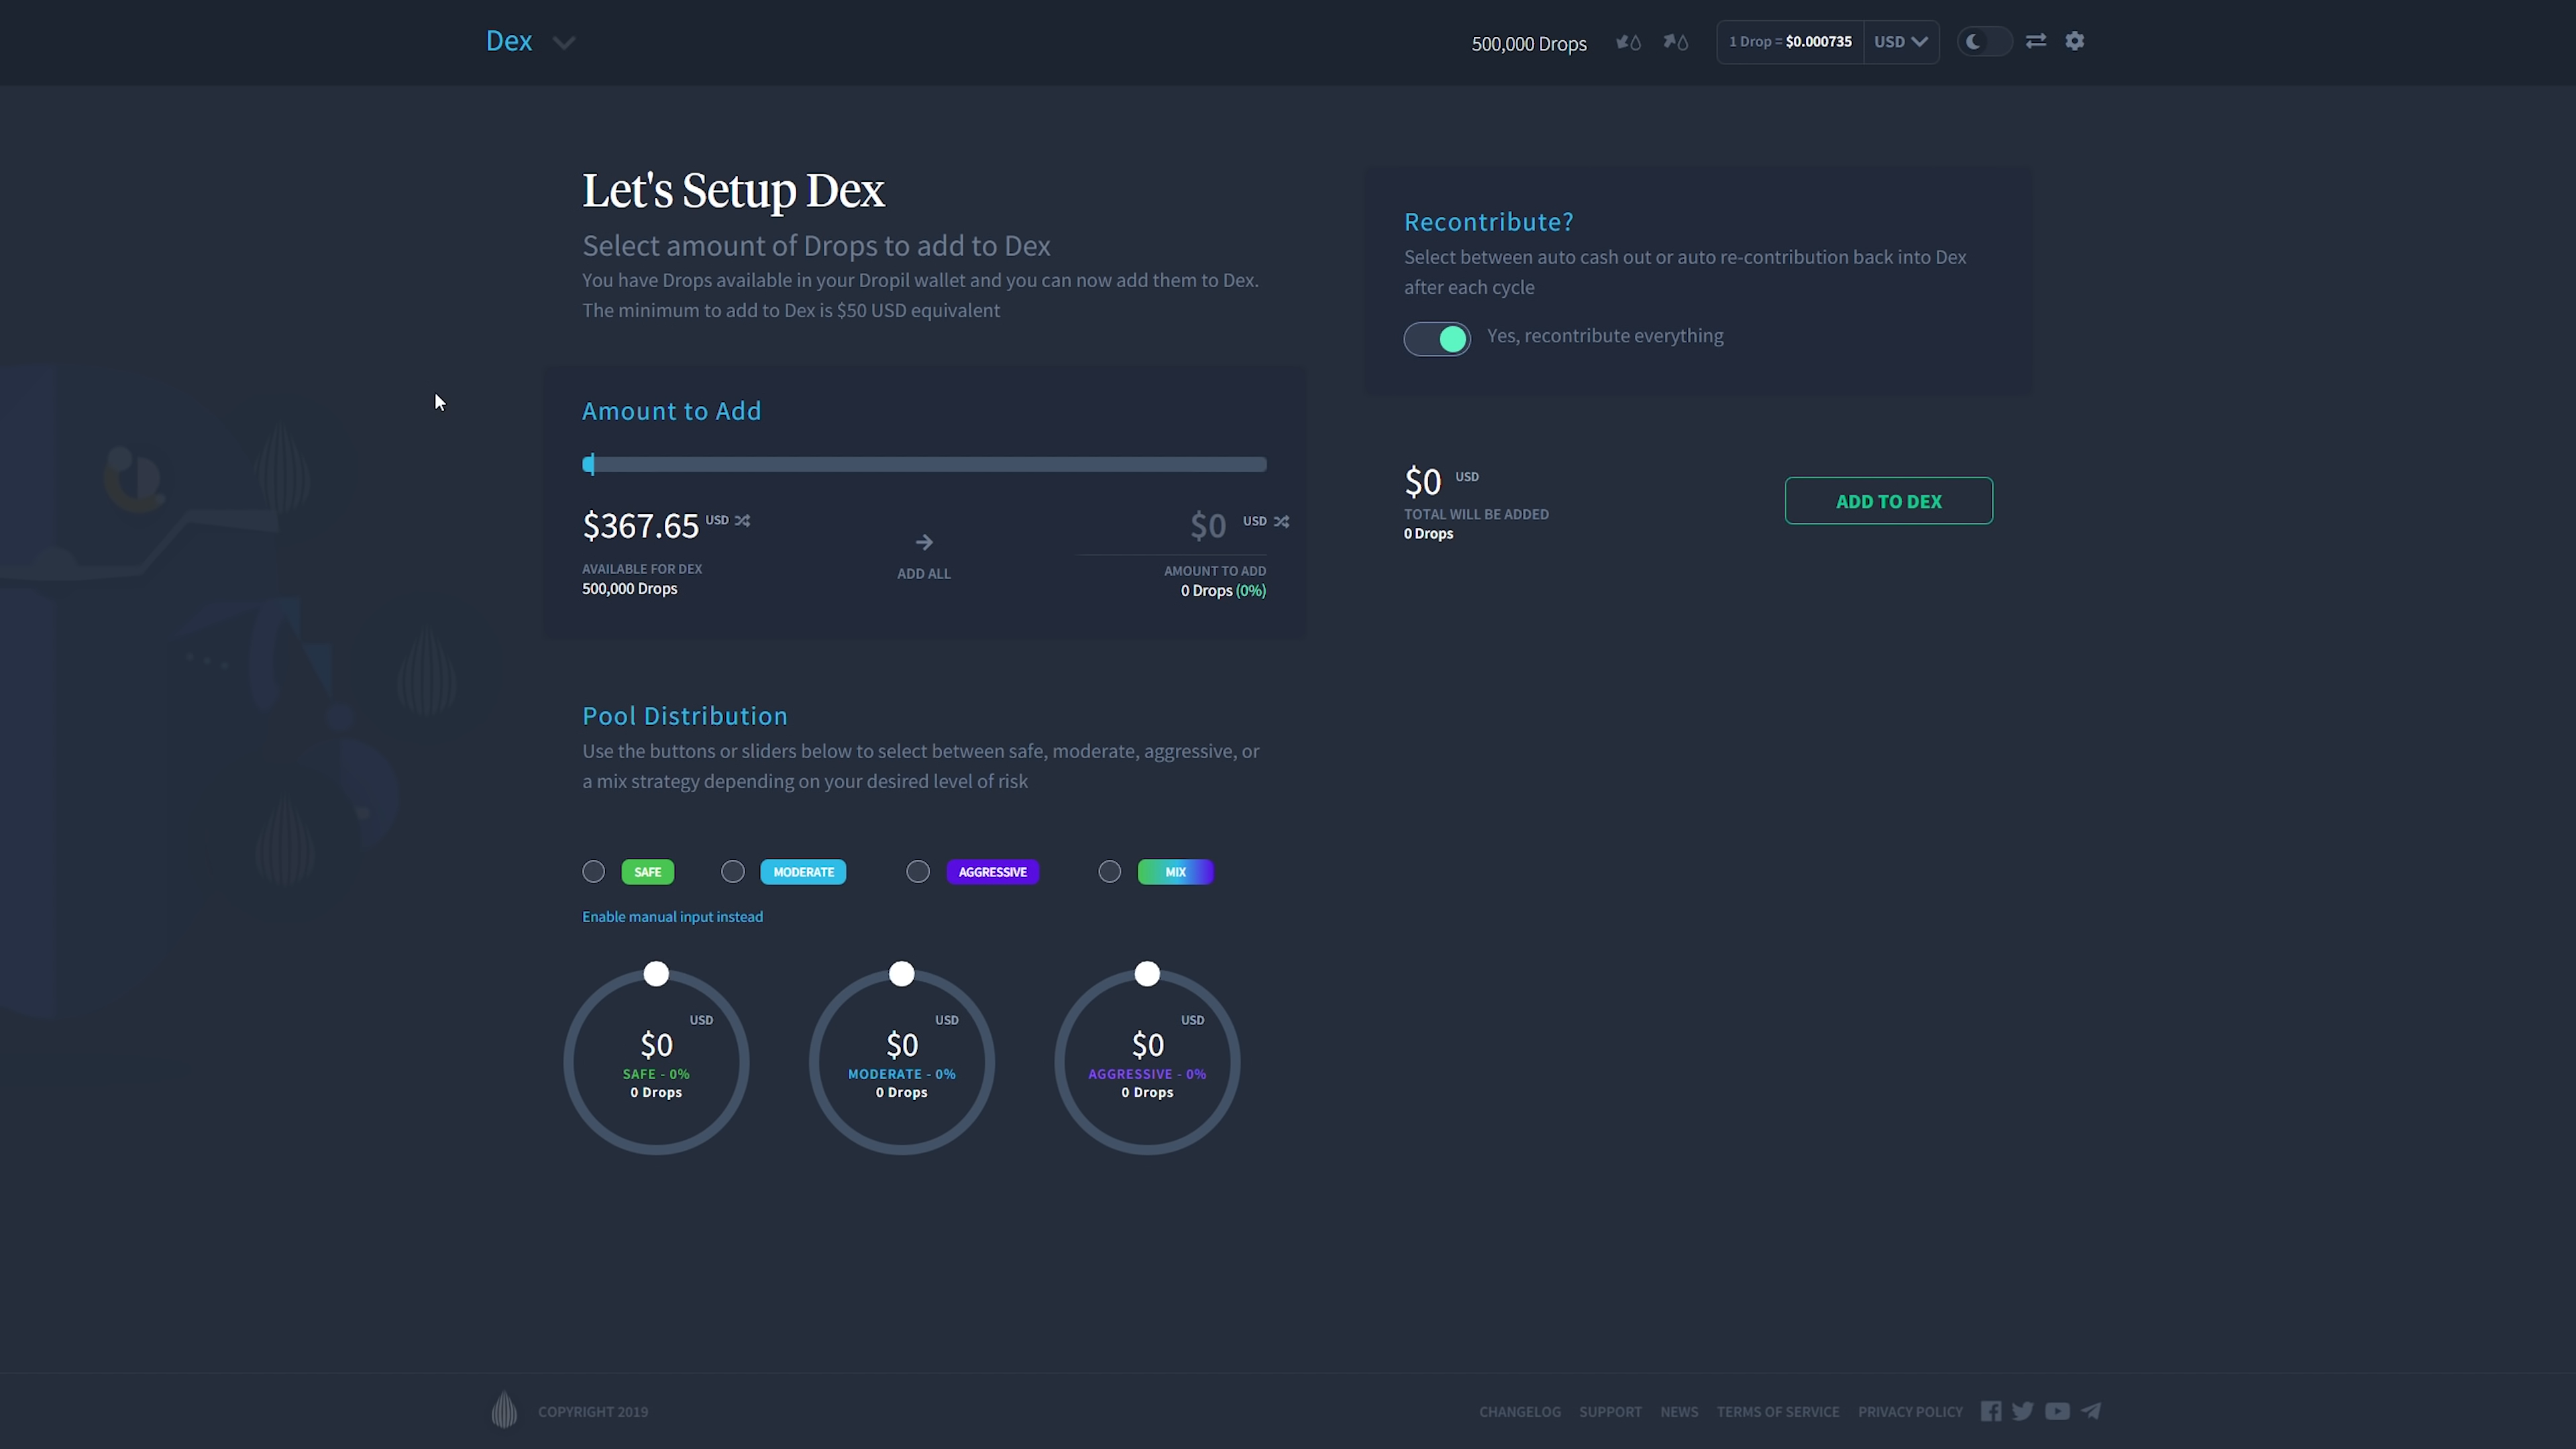 Dex
500,000 Drops
1 Drop = $0.000735
USD
Let's Setup Dex
Select amount of Drops to add to Dex
You have Drops available in your Dropil wallet and you can now add them to Dex.
The minimum to add to Dex is $50 USD equivalent
Amount to Add
$367.65 USD
AVAILABLE FOR DEX
500,000 Drops
ADD ALL
$0 USD
AMOUNT TO ADD
0 Drops (0%)
Pool Distribution
Use the buttons or sliders below to select between safe, moderate, aggressive, or
a mix strategy depending on your desired level of risk
SAFE
MODERATE
AGGRESSIVE
MIX
Enable manual input instead
USD
$0
SAFE - 0%
0 Drops
USD
$0
MODERATE - 0%
0 Drops
USD
$0
AGGRESSIVE - 0%
0 Drops
Recontribute?
Select between auto cash out or auto re-contribution back into Dex
after each cycle
Yes, recontribute everything
$0 USD
TOTAL WILL BE ADDED
0 Drops
ADD TO DEX
COPYRIGHT 2019
CHANGELOG
SUPPORT
NEWS
TERMS OF SERVICE
PRIVACY POLICY